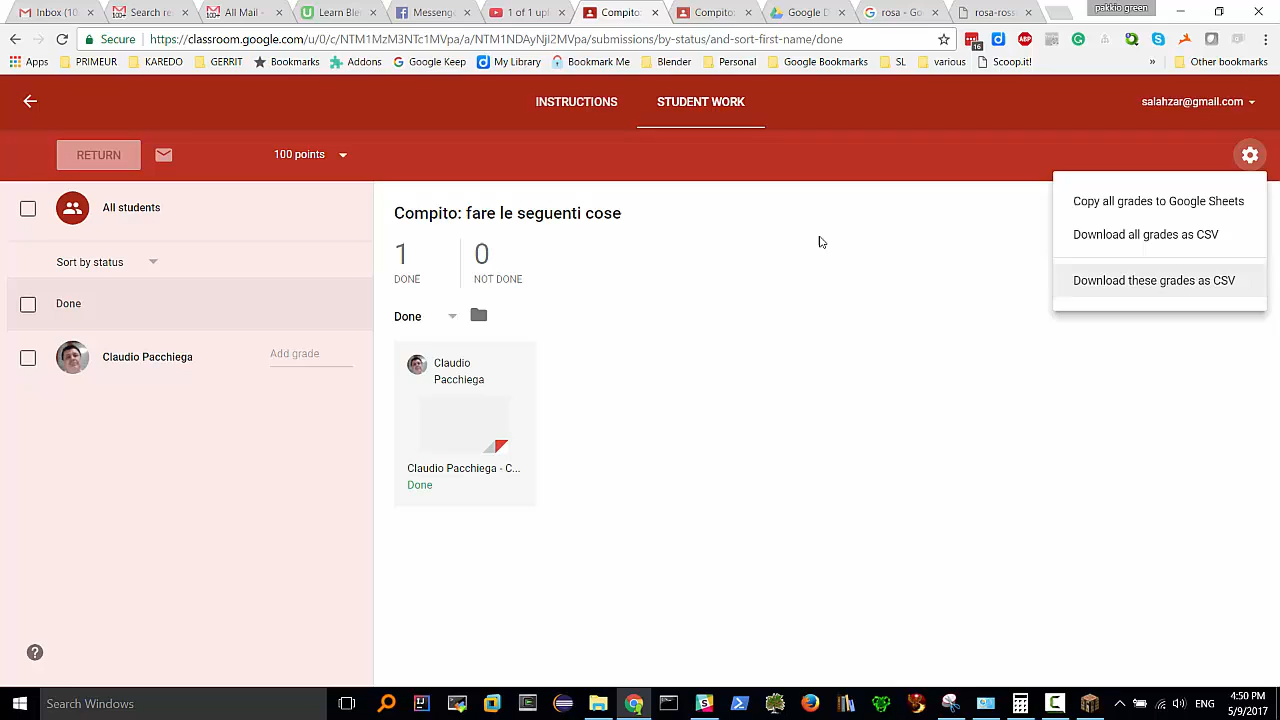 Inbox (10
Search re
All Mail -
Learn Ble
Messeng
1 of 1 upl
Compito:
Compito:
Google D
rosa - Go
rosa-ross
pakkio green
Secure
https://classroom.google.com/u/0/c/NTM1MzM3NTc1MVpa/a/NTM1NDAyNjI2MVpa/submissions/by-status/and-sort-first-name/done
16
ABP
Apps
PRIMEUR
KAREDO
GERRIT
Bookmarks
Addons
Google Keep
My Library
Bookmark Me
Blender
Personal
Google Bookmarks
SL
various
Scoop.it!
»
Other bookmarks
INSTRUCTIONS
STUDENT WORK
salahzar@gmail.com
RETURN
100 points
Copy all grades to Google Sheets
Download all grades as CSV
Download these grades as CSV
All students
Sort by status
Done
Claudio Pacchiega
Add grade
Compito: fare le seguenti cose
1
DONE
0
NOT DONE
Done
Claudio
Pacchiega
Claudio Pacchiega - C...
Done
Search Windows
ENG
4:50 PM
5/9/2017